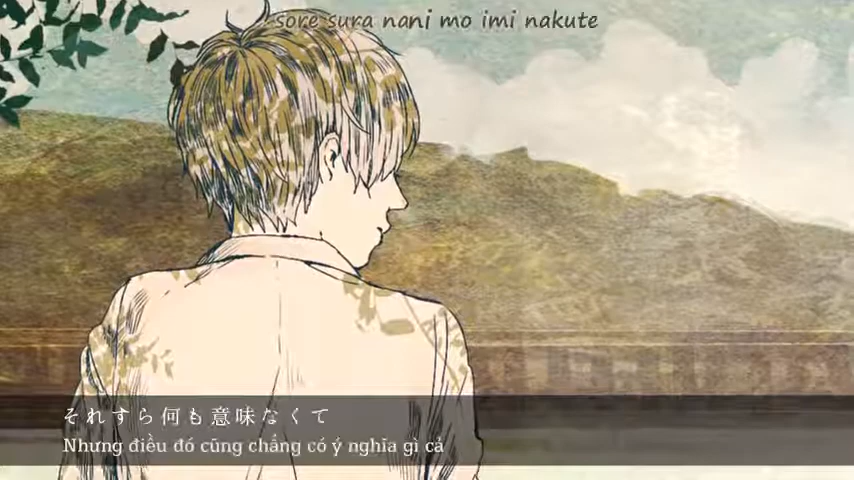 sore sura nani mo imi nakute
それすら何も意味なくて
Nhưng điều đó cũng chẳng có ý nghĩa gì cả